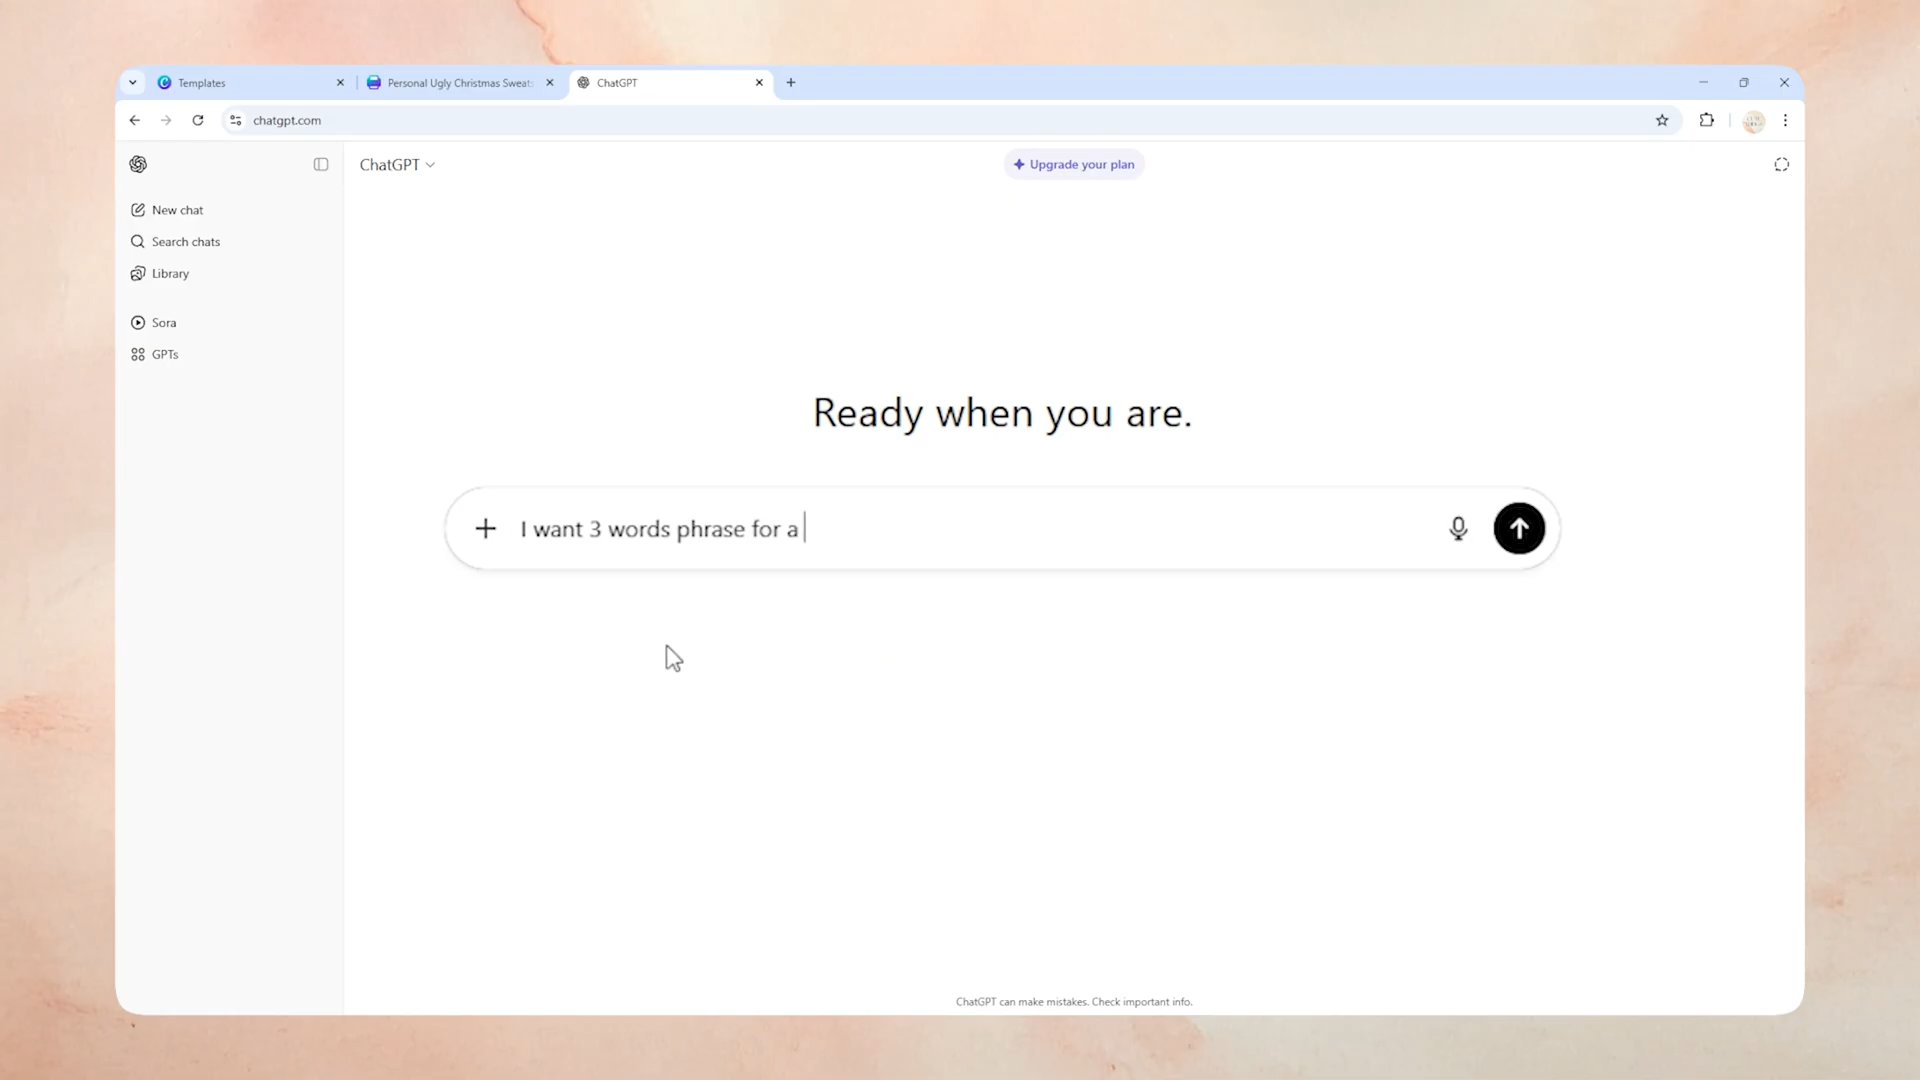 Templates
Personal Ugly Christmas Sweat
ChatGPT
chatgpt.com
ChatGPT
Upgrade your plan
New chat
Search chats
Library
Sora
GPTs
Ready when you are.
I want 3 words phrase for a
ChatGPT can make mistakes. Check important info.